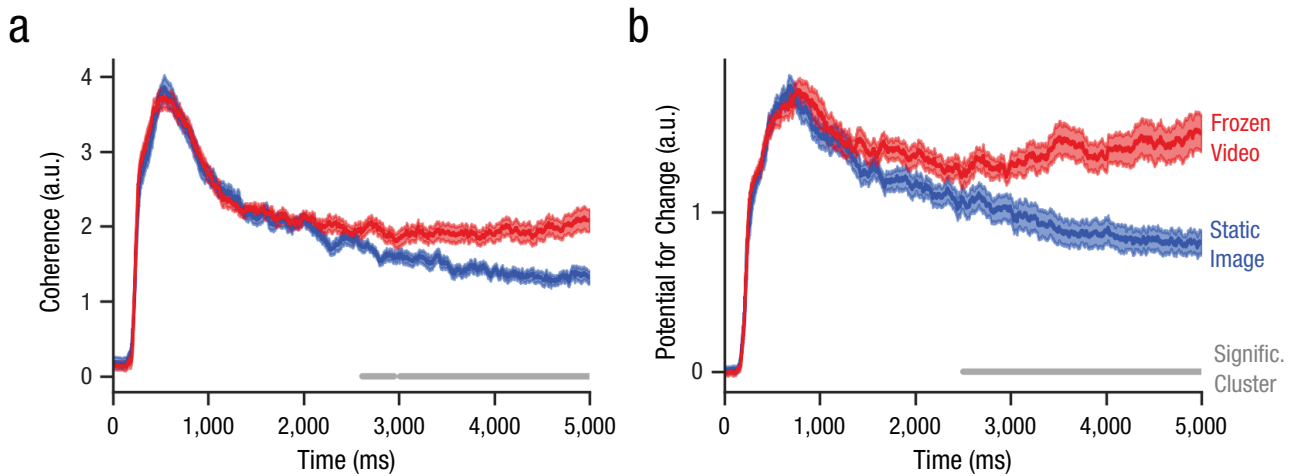 a
Coherence (a.u.)
4
3
2
1
0
0
1,000
2,000
3,000
4,000
5,000
Time (ms)
b
Potential for Change (a.u.)
1
0
0
1,000
2,000
3,000
4,000
5,000
Time (ms)
Frozen
Video
Static
Image
Signific.
Cluster